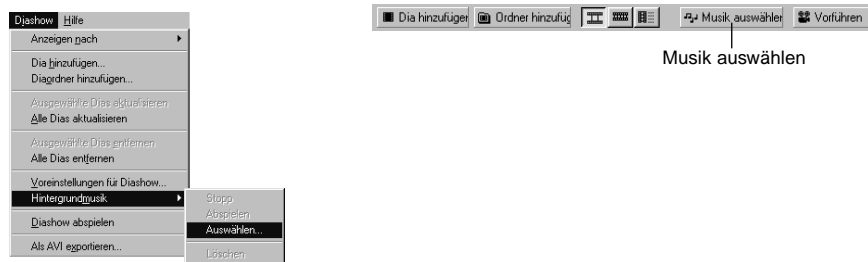 Djashow Hilfe
Anzeigen nach
Dia hinzufügen...
Diaordner hinzufügen...
Ausgewählte Dias aktualisieren
Alle Dias aktualisieren
Ausgewählte Dias entfernen
Alle Dias entfernen
Voreinstellungen für Diashow...
Hintergrundmusik
Diashow abspielen
Als AVI exportieren...
Stopp
Abspielen
Auswählen...
Löschen
Dia hinzufüger Ordner hinzufüg Musik auswähler Vorführen
Musik auswählen